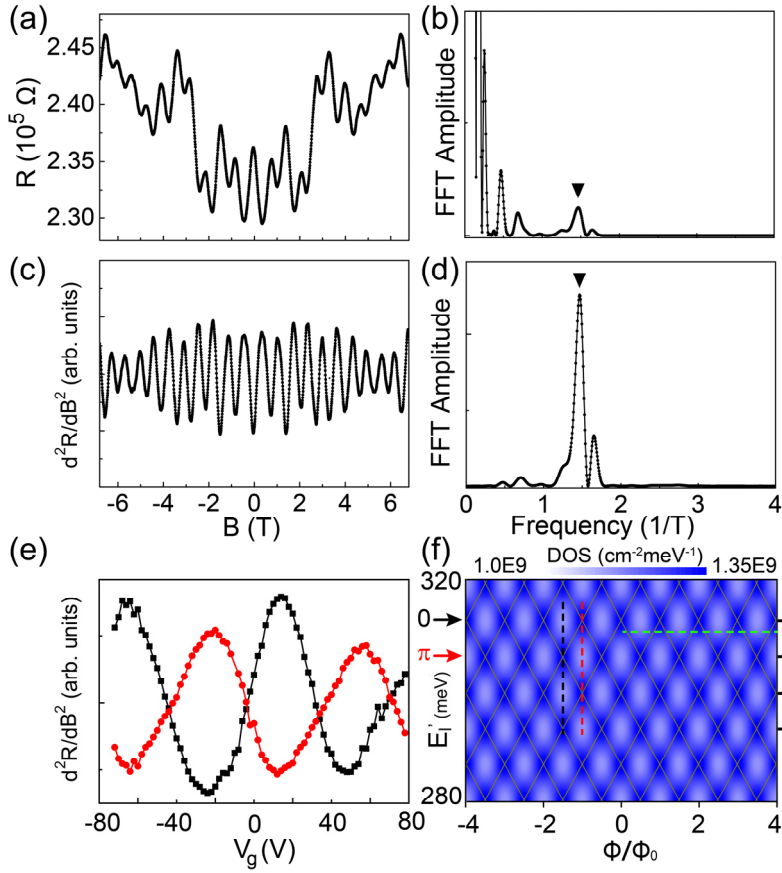 (a)
2.45
2.40
2.35
2.30
R (10⁵ Ω)
(b)
FFT Amplitude
(c)
d²R/dB² (arb. units)
-6 -4 -2 0 2 4 6
B (T)
(d)
FFT Amplitude
0 1 2 3 4
Frequency (1/T)
(e)
d²R/dB² (arb. units)
-80 -40 0 40 80
V_g (V)
(f)
DOS (cm⁻²meV⁻¹)
1.0E9 1.35E9
320
0
π
E_l' (meV)
280
-4 -2 0 2 4
Φ/Φ₀